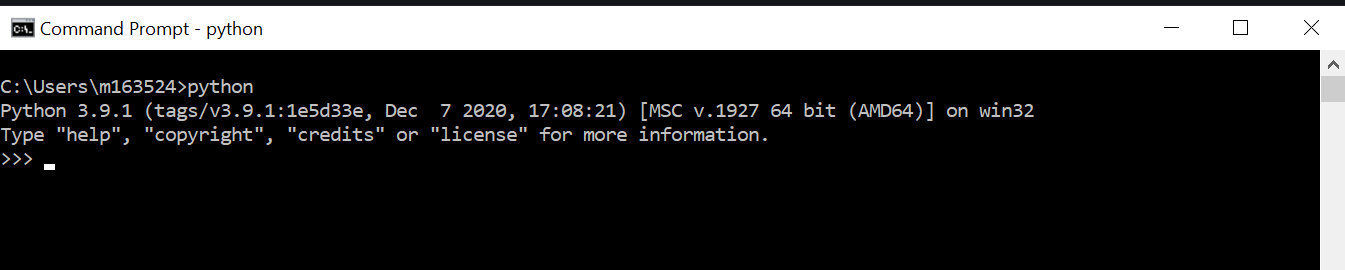 Command Prompt - python
C:\Users\m163524>python
Python 3.9.1 (tags/v3.9.1:1e5d33e, Dec  7 2020, 17:08:21) [MSC v.1927 64 bit (AMD64)] on win32
Type "help", "copyright", "credits" or "license" for more information.
>>>